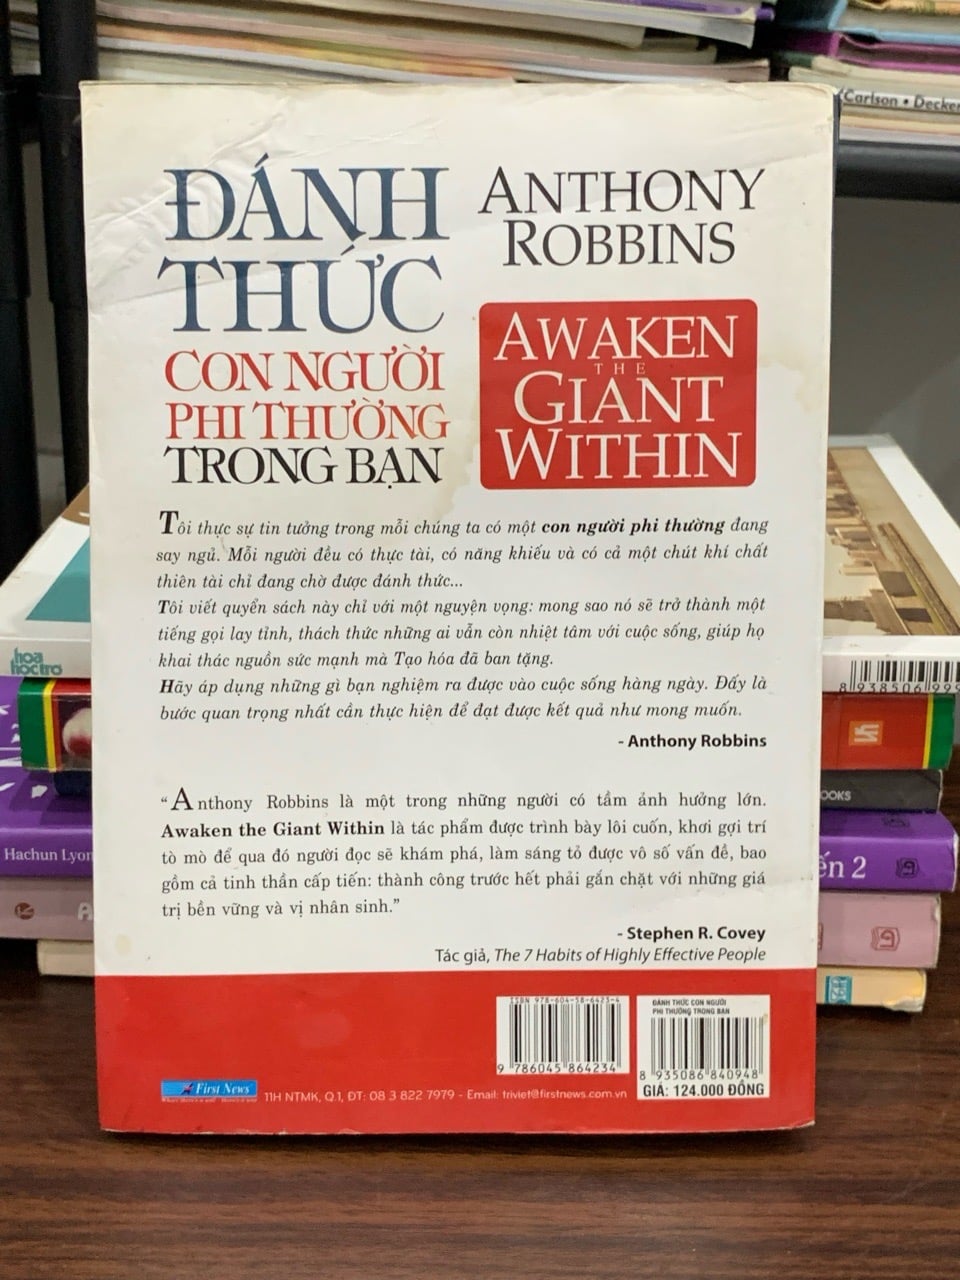 Carlson • Decker
ĐÁNH
THỨC
CON NGƯỜI
PHI THƯỜNG
TRONG BẠN
ANTHONY
ROBBINS
AWAKEN
THE
GIANT
WITHIN
Tôi thực sự tin tưởng trong mỗi chúng ta có một con người phi thường đang
say ngủ. Mỗi người đều có thực tài, có năng khiếu và có cả một chút khí chất
thiên tài chỉ đang chờ được đánh thức...
Tôi viết quyển sách này chỉ với một nguyện vọng: mong sao nó sẽ trở thành một
tiếng gọi lay tỉnh, thách thức những ai vẫn còn nhiệt tâm với cuộc sống, giúp họ
khai thác nguồn sức mạnh mà Tạo hóa đã ban tặng.
Hãy áp dụng những gì bạn nghiệm ra được vào cuộc sống hàng ngày. Đấy là
bước quan trọng nhất cần thực hiện để đạt được kết quả như mong muốn.
- Anthony Robbins
"Anthony Robbins là một trong những người có tầm ảnh hưởng lớn.
Awaken the Giant Within là tác phẩm được trình bày lôi cuốn, khơi gợi trí
tò mò để qua đó người đọc sẽ khám phá, làm sáng tỏ được vô số vấn đề, bao
gồm cả tinh thần cấp tiến: thành công trước hết phải gắn chặt với những giá
trị bền vững và vị nhân sinh."
- Stephen R. Covey
Tác giả, The 7 Habits of Highly Effective People
ISBN 978-604-58-6423-4
9 786045 864234
ĐÁNH THỨC CON NGƯỜI
PHI THƯỜNG TRONG BẠN
8 935086 840948
GIÁ: 124.000 ĐỒNG
First News
11H NTMK, Q.1, ĐT: 08 3 822 7979 - Email: triviet@firstnews.com.vn
hoa
học trò
8 938506 999
OOKS
Hachun Lyon
ến 2